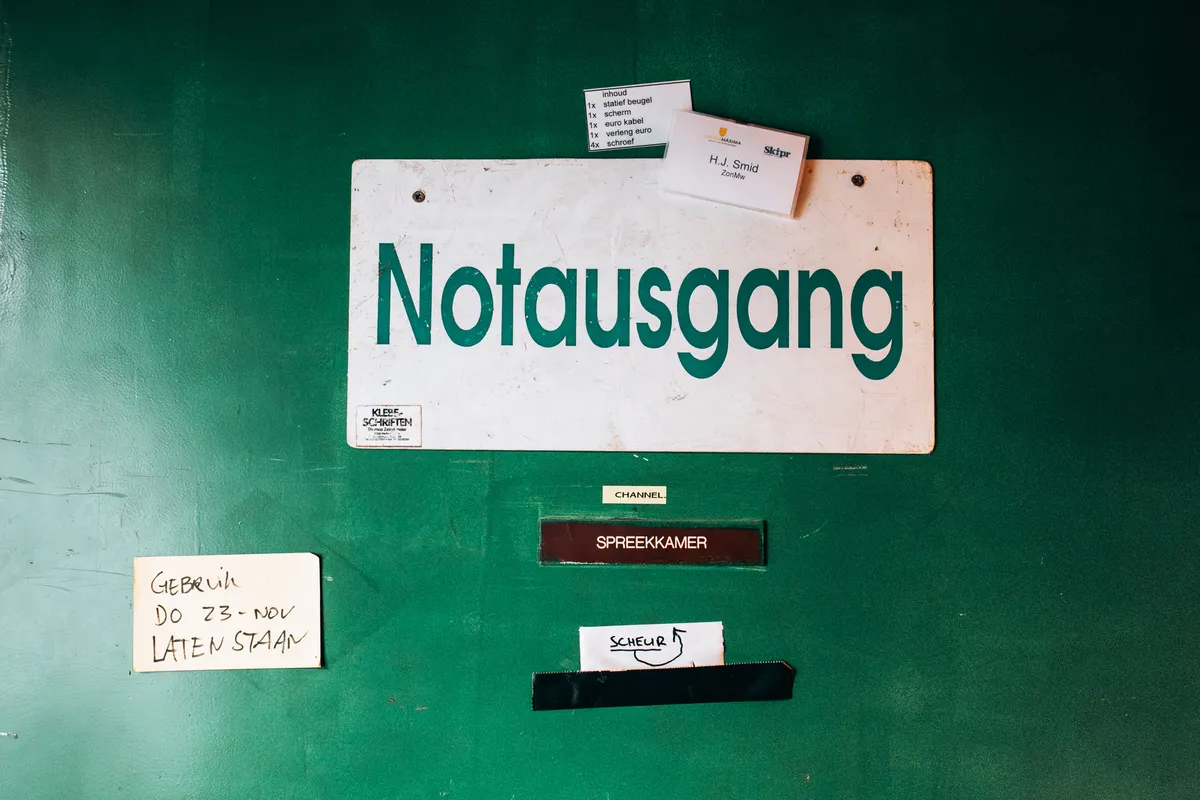 inhoud
1x statief beugel
1x scherm
1x euro kabel
1x verleng euro
4x schroef
MAXIMA
Skipr
H.J. Smid
ZonMw
Notausgang
KLEBE-
SCHRIFTEN
CHANNEL.
SPREEKKAMER
GEBRUIK
DO 23-NOV
LATEN STAAN
SCHEUR